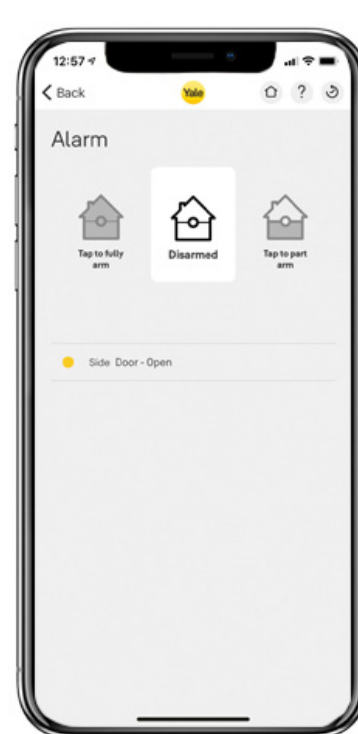 12:57
Back
Yale
?
Alarm
Tap to fully
arm
Disarmed
Tap to part
arm
Side Door - Open